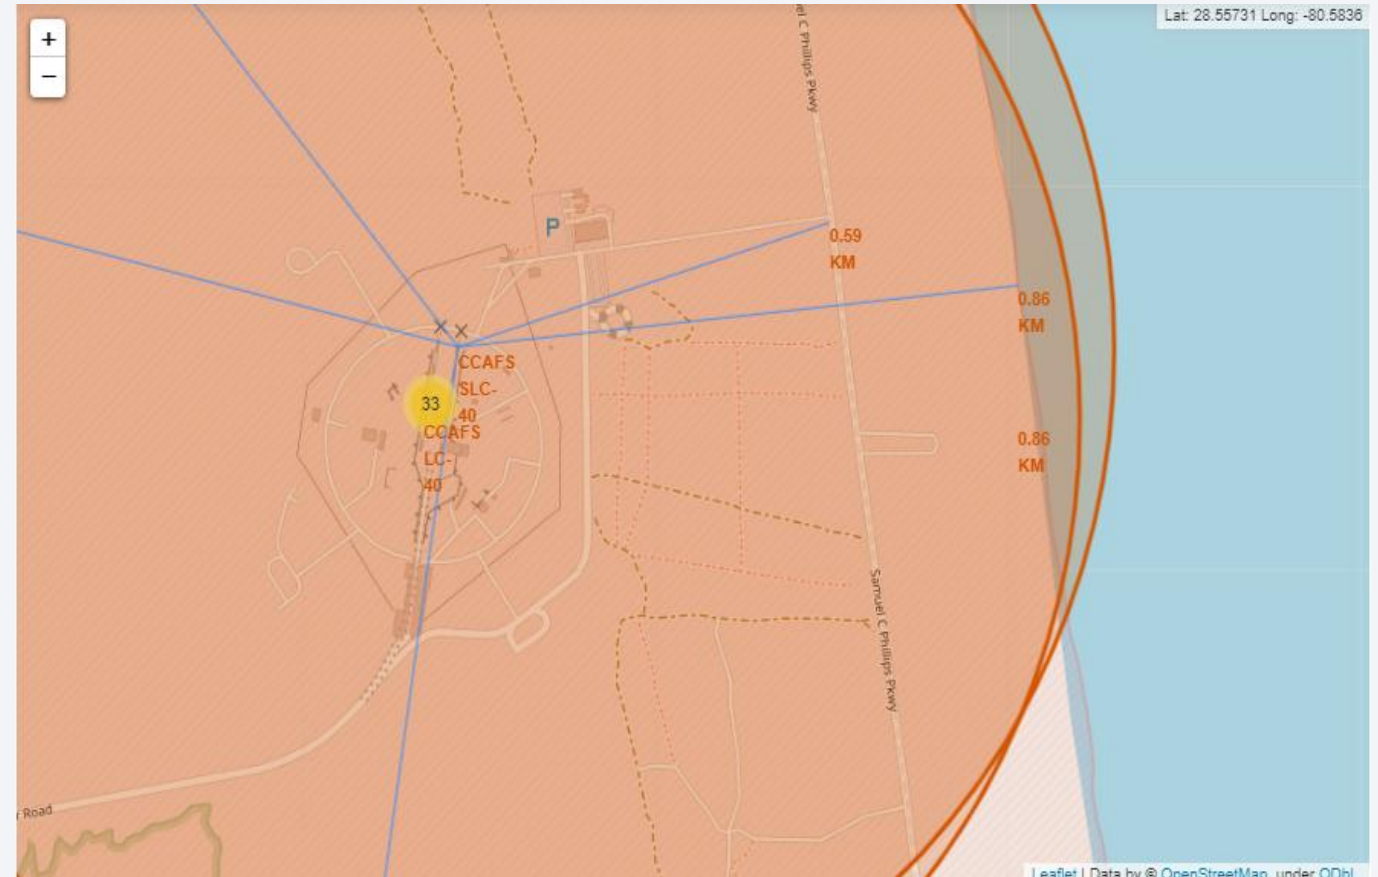 +
−
Lat: 28.55731 Long: -80.5836
el C Phillips Pkwy
P
0.59
KM
0.86
KM
CCAFS
SLC-
40
33
CCAFS
LC-
40
0.86
KM
Samuel C Phillips Pkwy
r Road
Leaflet | Data by © OpenStreetMap, under ODbL